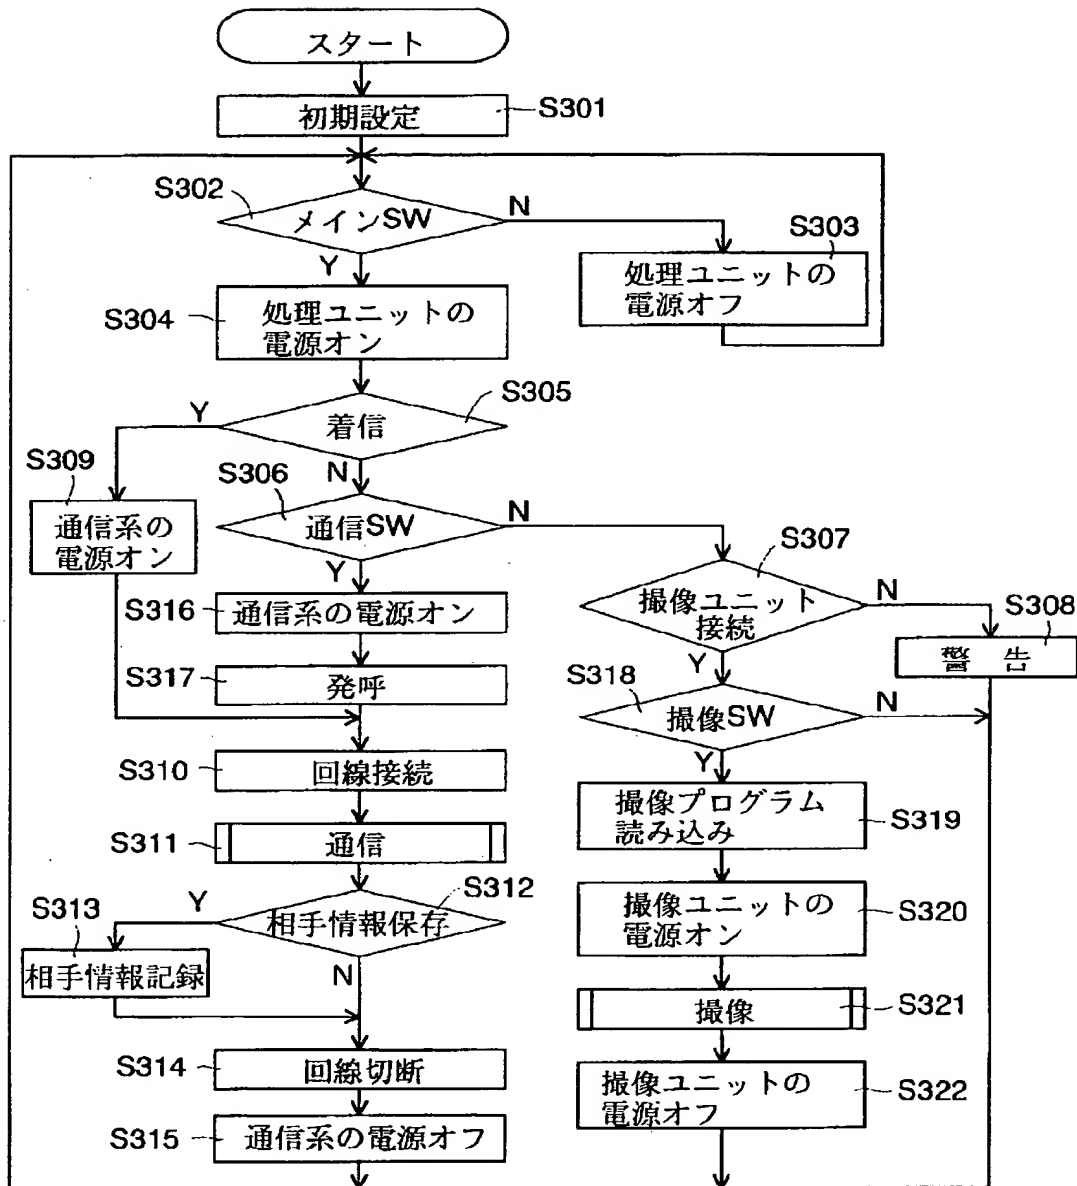 スタート
初期設定
S301
S302
メインSW
N
Y
S303
処理ユニットの
電源オフ
S304
処理ユニットの
電源オン
S305
着信
Y
N
S309
通信系の
電源オン
S306
通信SW
N
Y
S307
撮像ユニット
接続
N
Y
S308
警 告
S316
通信系の電源オン
S317
発呼
S318
撮像SW
N
Y
S310
回線接続
S319
撮像プログラム
読み込み
S311
通信
S312
相手情報保存
Y
N
S313
相手情報記録
S320
撮像ユニットの
電源オン
S321
撮像
S314
回線切断
S322
撮像ユニットの
電源オフ
S315
通信系の電源オフ